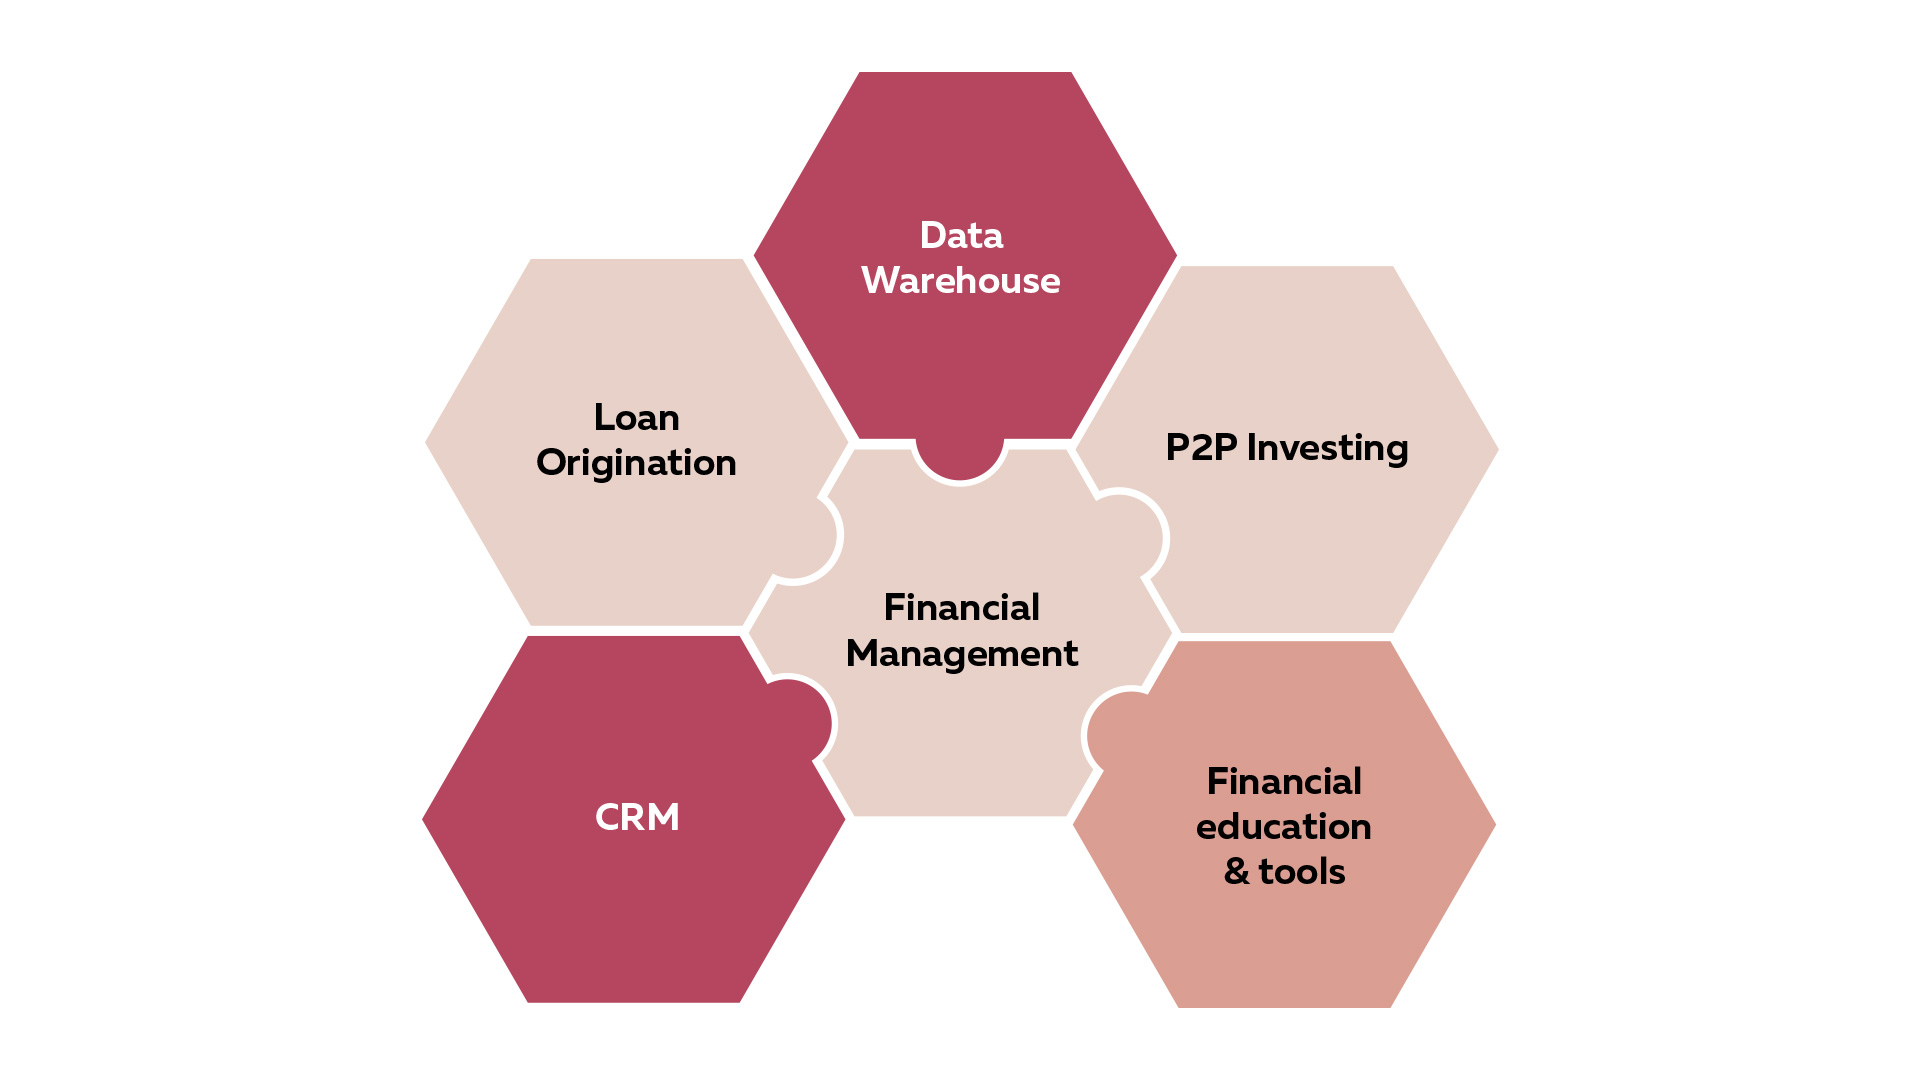 Data
Warehouse
Loan
Origination
P2P Investing
Financial
Management
CRM
Financial
education
& tools